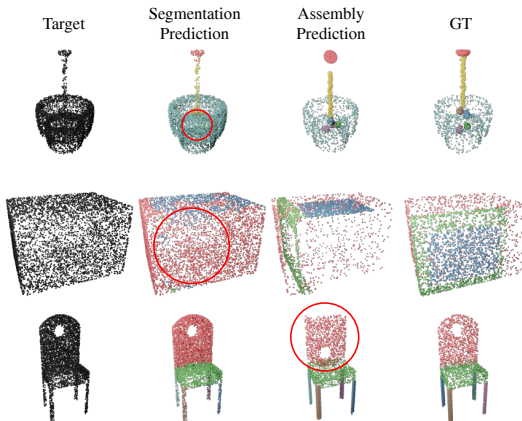 Target
Segmentation
Prediction
Assembly
Prediction
GT